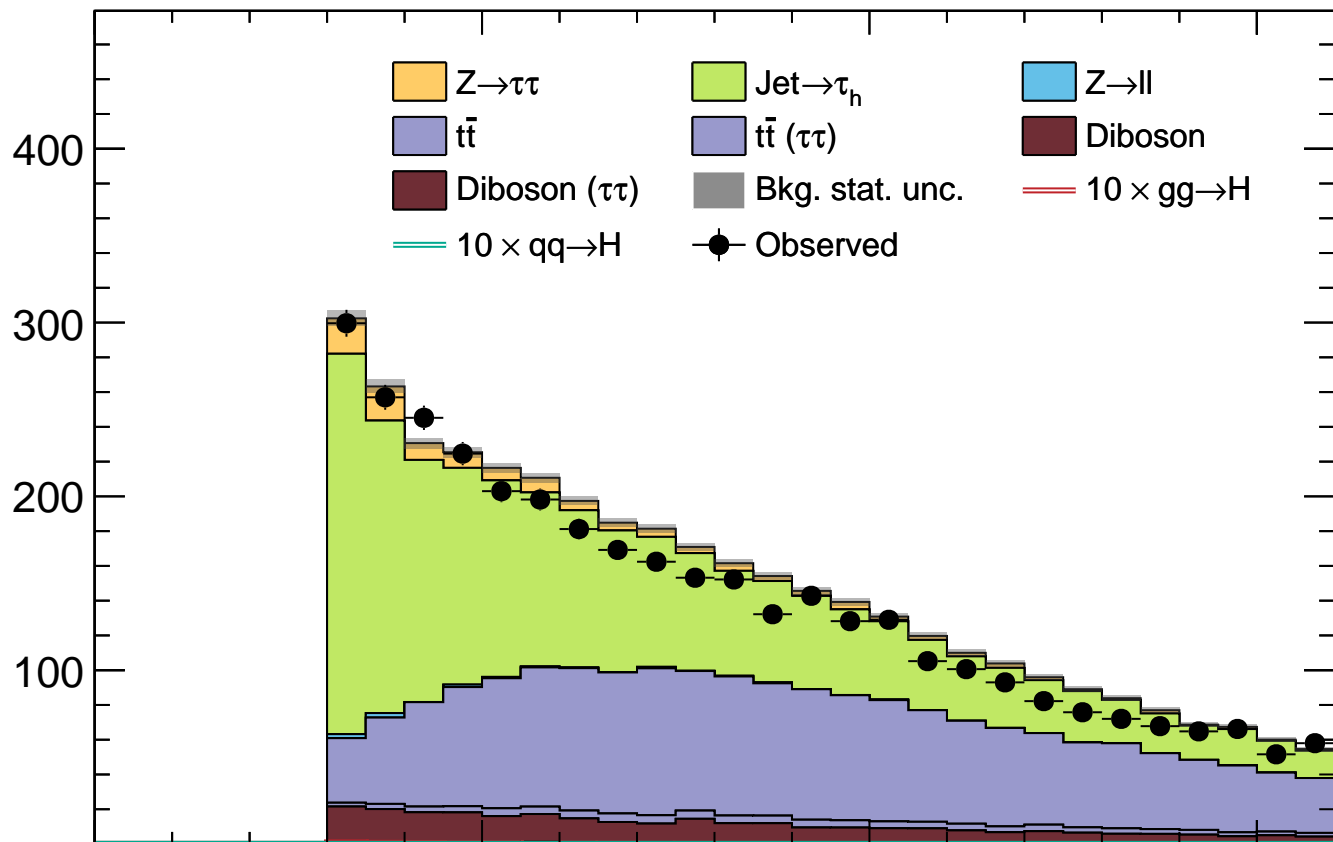 Z→ττ Jet→τh Z→ll
tt̄ tt̄ (ττ) Diboson
Diboson (ττ) Bkg. stat. unc. 10 × gg→H
10 × qq→H Observed
400
300
200
100